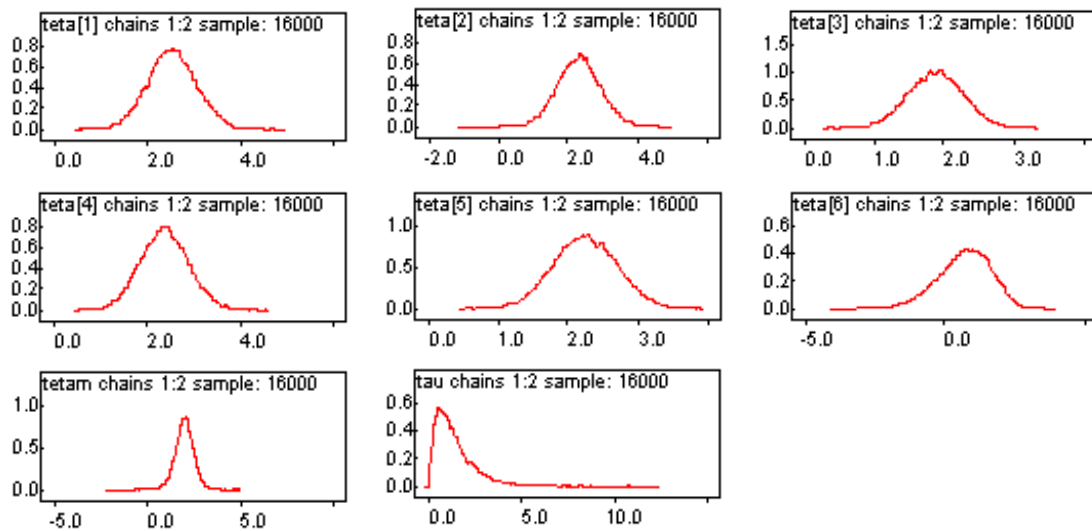 teta[1] chains 1:2 sample: 16000
0.8
0.6
0.4
0.2
0.0
0.0 2.0 4.0
teta[2] chains 1:2 sample: 16000
0.8
0.6
0.4
0.2
0.0
-2.0 0.0 2.0 4.0
teta[3] chains 1:2 sample: 16000
1.5
1.0
0.5
0.0
0.0 1.0 2.0 3.0
teta[4] chains 1:2 sample: 16000
0.8
0.6
0.4
0.2
0.0
0.0 2.0 4.0
teta[5] chains 1:2 sample: 16000
1.0
0.5
0.0
0.0 1.0 2.0 3.0
teta[6] chains 1:2 sample: 16000
0.6
0.4
0.2
0.0
-5.0 0.0
tetam chains 1:2 sample: 16000
1.0
0.5
0.0
-5.0 0.0 5.0
tau chains 1:2 sample: 16000
0.6
0.4
0.2
0.0
0.0 5.0 10.0